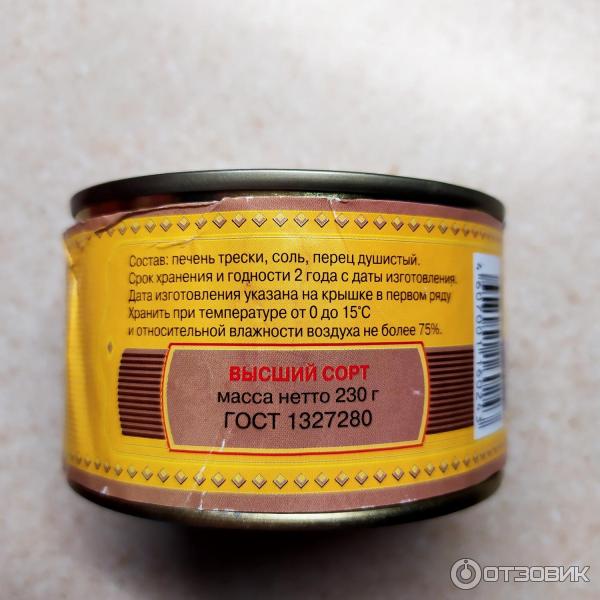 Состав: печень трески, соль, перец душистый.
Срок хранения и годности 2 года с даты изготовления.
Дата изготовления указана на крышке в первом ряду
Хранить при температуре от 0 до 15°С
и относительной влажности воздуха не более 75%.
ВЫСШИЙ СОРТ
масса нетто 230 г
ГОСТ 1327280
ОТЗОВИК